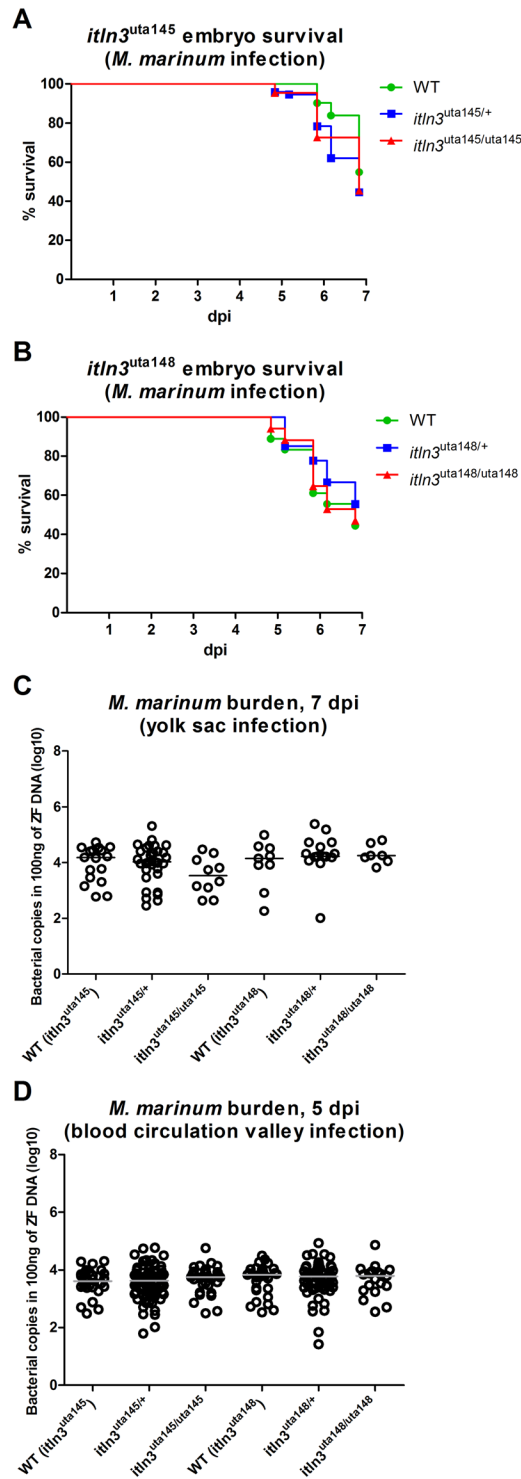 A
itln3uta145 embryo survival
(M. marinum infection)
100
80
60
40
20
0
% survival
1 2 3 4 5 6 7
dpi
WT
itln3uta145/+
itln3uta145/uta145
B
itln3uta148 embryo survival
(M. marinum infection)
100
80
60
40
20
0
% survival
1 2 3 4 5 6 7
dpi
WT
itln3uta148/+
itln3uta148/uta148
C
M. marinum burden, 7 dpi
(yolk sac infection)
Bacterial copies in 100ng of ZF DNA (log10)
8
6
4
2
0
WT (itln3uta145)
itln3uta145/+
itln3uta145/uta145
WT (itln3uta148)
itln3uta148/+
itln3uta148/uta148
D
M. marinum burden, 5 dpi
(blood circulation valley infection)
Bacterial copies in 100ng of ZF DNA (log10)
8
6
4
2
0
WT (itln3uta145)
itln3uta145/+
itln3uta145/uta145
WT (itln3uta148)
itln3uta148/+
itln3uta148/uta148